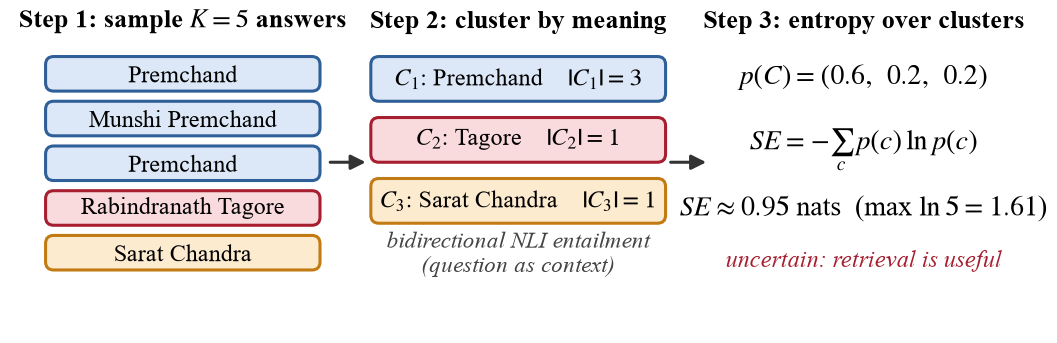 Step 1: sample K = 5 answers
Premchand
Munshi Premchand
Premchand
Rabindranath Tagore
Sarat Chandra
Step 2: cluster by meaning
C₁: Premchand |C₁| = 3
C₂: Tagore |C₂| = 1
C₃: Sarat Chandra |C₃| = 1
bidirectional NLI entailment
(question as context)
Step 3: entropy over clusters
p(C) = (0.6, 0.2, 0.2)
SE = −∑ p(c) ln p(c)
c
SE ≈ 0.95 nats (max ln 5 = 1.61)
uncertain: retrieval is useful